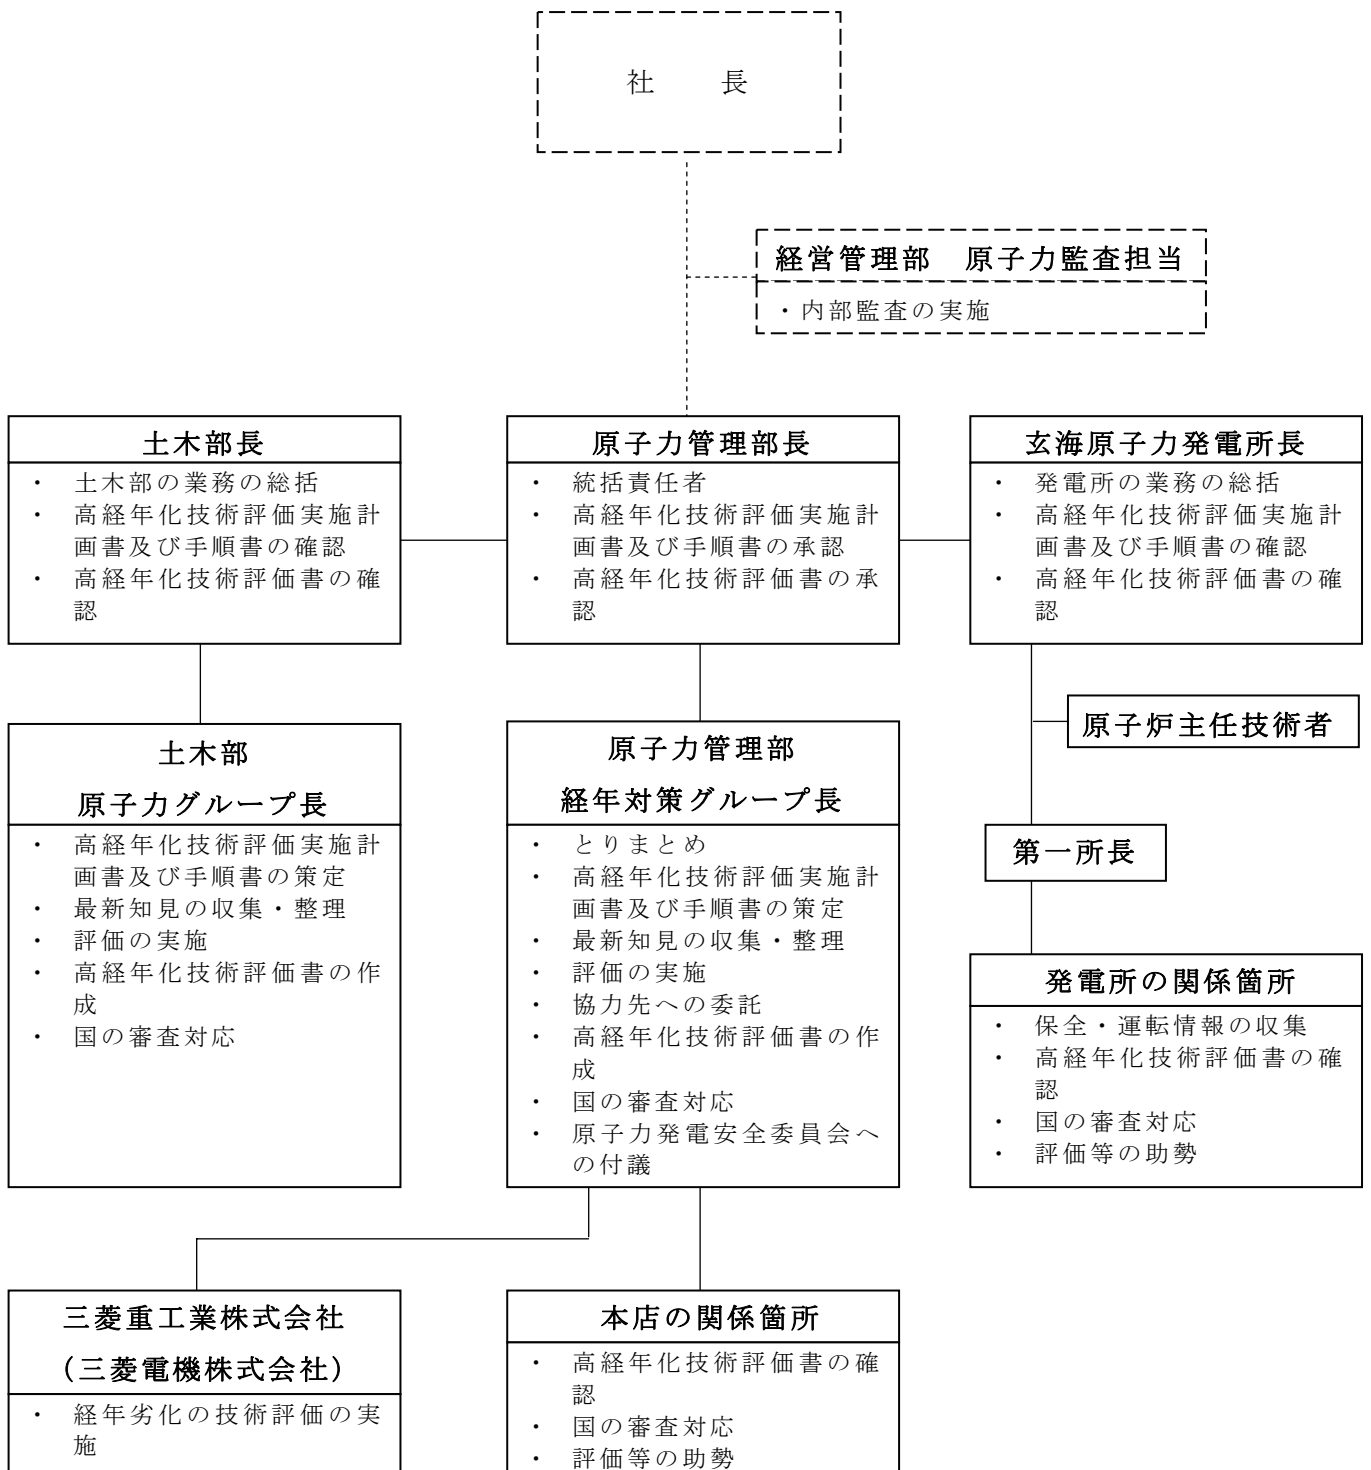 社　　長
経営管理部　原子力監査担当
・内部監査の実施
土木部長
・ 土木部の業務の総括
・ 高経年化技術評価実施計
画書及び手順書の確認
・ 高経年化技術評価書の確
認
原子力管理部長
・ 統括責任者
・ 高経年化技術評価実施計
画書及び手順書の承認
・ 高経年化技術評価書の承
認
玄海原子力発電所長
・ 発電所の業務の総括
・ 高経年化技術評価実施計
画書及び手順書の確認
・ 高経年化技術評価書の確
認
土木部
原子力グループ長
・ 高経年化技術評価実施計
画書及び手順書の策定
・ 最新知見の収集・整理
・ 評価の実施
・ 高経年化技術評価書の作
成
・ 国の審査対応
原子力管理部
経年対策グループ長
・ とりまとめ
・ 高経年化技術評価実施計
画書及び手順書の策定
・ 最新知見の収集・整理
・ 評価の実施
・ 協力先への委託
・ 高経年化技術評価書の作
成
・ 国の審査対応
・ 原子力発電安全委員会へ
の付議
原子炉主任技術者
第一所長
発電所の関係箇所
・ 保全・運転情報の収集
・ 高経年化技術評価書の確
認
・ 国の審査対応
・ 評価等の助勢
三菱重工業株式会社
（三菱電機株式会社）
・ 経年劣化の技術評価の実
施
本店の関係箇所
・ 高経年化技術評価書の確
認
・ 国の審査対応
・ 評価等の助勢